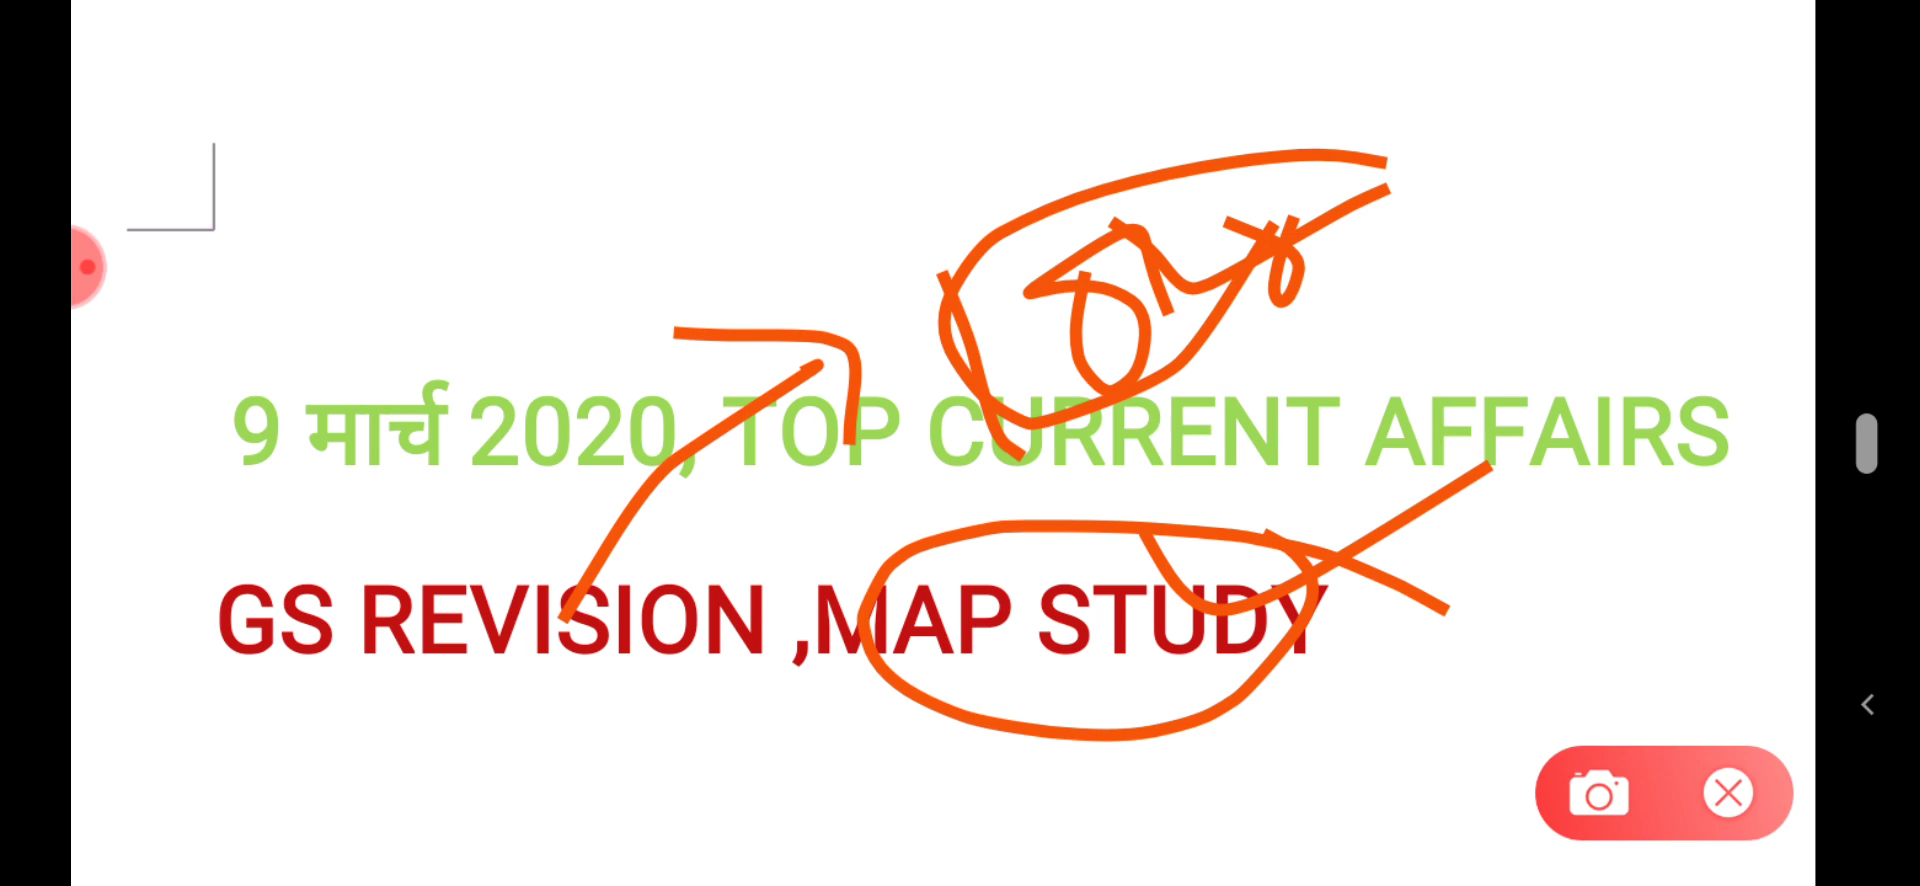 9 मार्च 2020, TOP CURRENT AFFAIRS
GS REVISION ,MAP STUDY